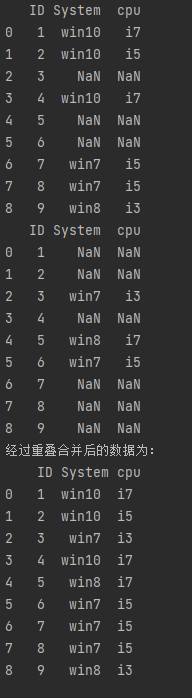 ID System cpu
0 1 win10 i7
1 2 win10 i5
2 3 NaN NaN
3 4 win10 i7
4 5 NaN NaN
5 6 NaN NaN
6 7 win7 i5
7 8 win7 i5
8 9 win8 i3
ID System cpu
0 1 NaN NaN
1 2 NaN NaN
2 3 win7 i3
3 4 NaN NaN
4 5 win8 i7
5 6 win7 i5
6 7 NaN NaN
7 8 NaN NaN
8 9 NaN NaN
经过重叠合并后的数据为:
ID System cpu
0 1 win10 i7
1 2 win10 i5
2 3 win7 i3
3 4 win10 i7
4 5 win8 i7
5 6 win7 i5
6 7 win7 i5
7 8 win7 i5
8 9 win8 i3